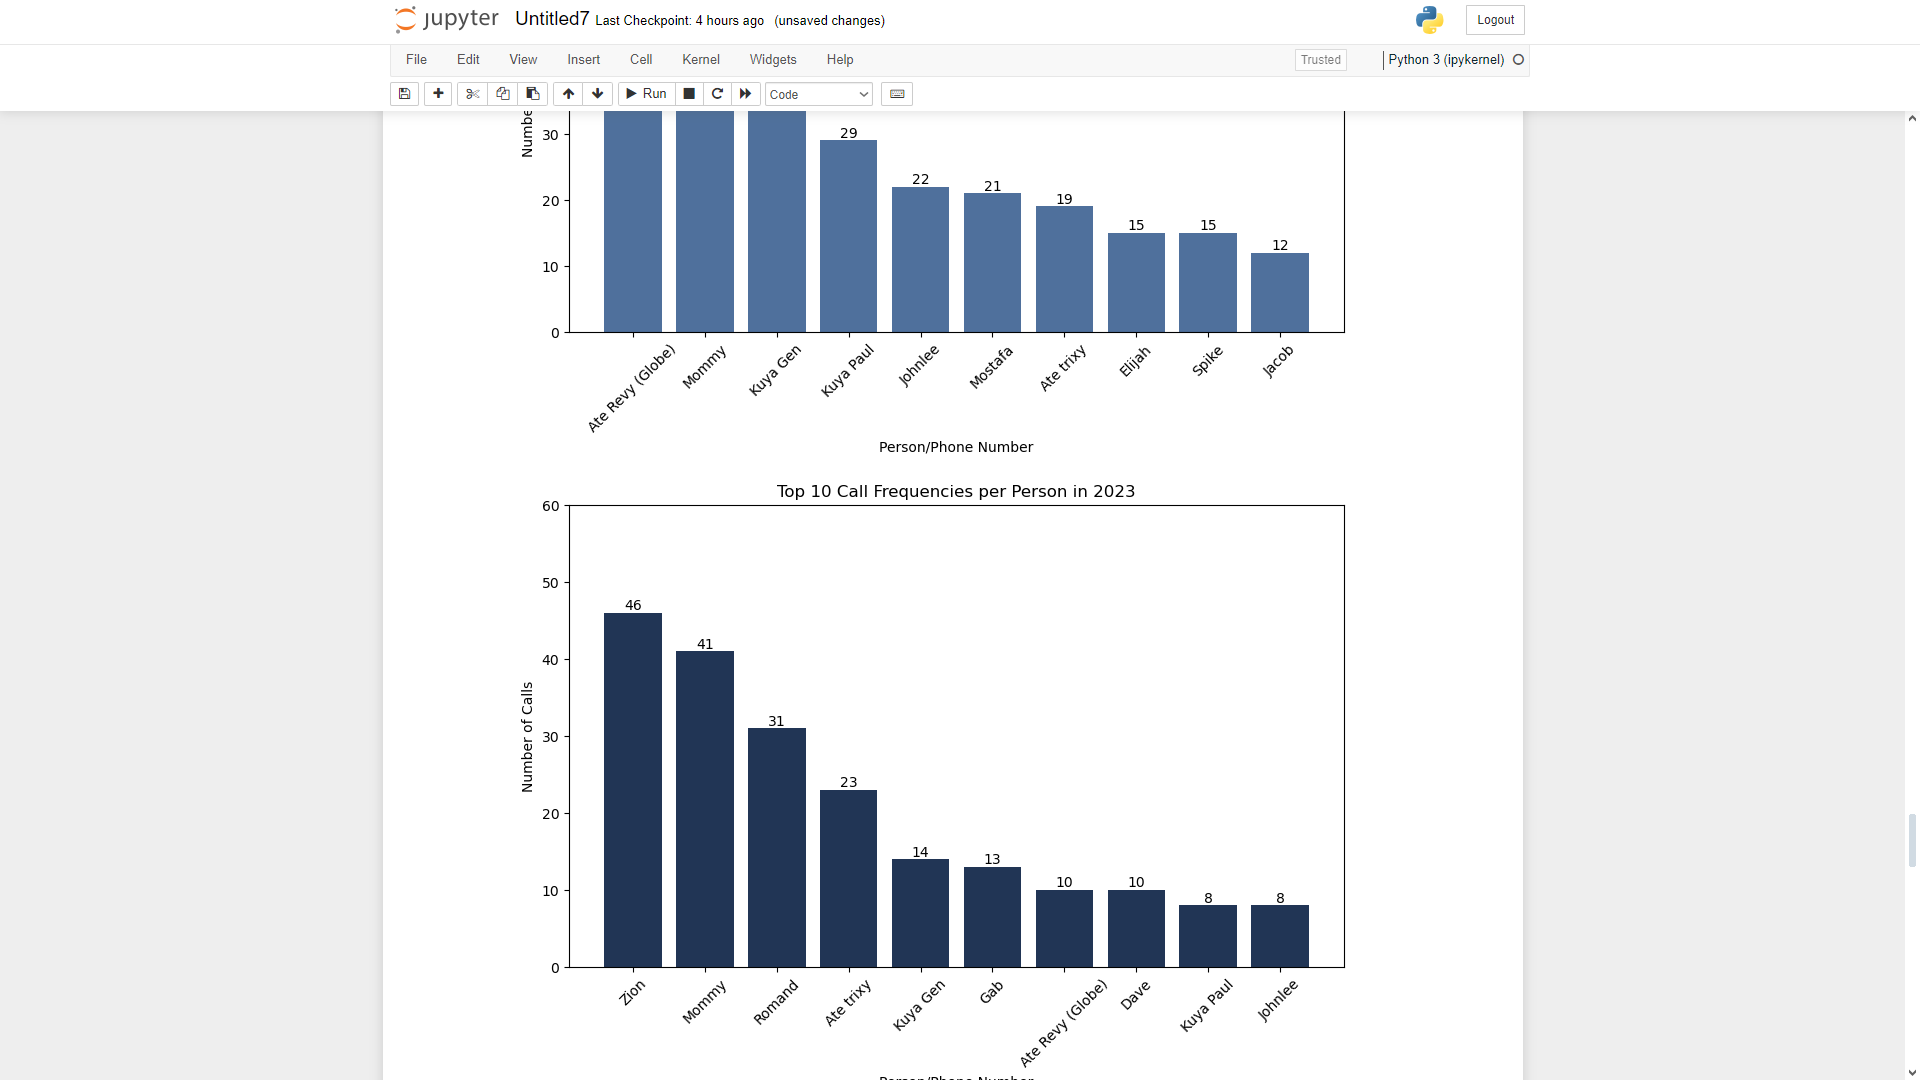 jupyter Untitled7 Last Checkpoint: 4 hours ago (unsaved changes) Logout
File Edit View Insert Cell Kernel Widgets Help Trusted Python 3 (ipykernel)
Run Code
30
20
10
0
29
22
21
19
15
15
12
Ate Revy (Globe)
Mommy
Kuya Gen
Kuya Paul
Johnlee
Mostafa
Ate trixy
Elijah
Spike
Jacob
Person/Phone Number
Top 10 Call Frequencies per Person in 2023
Number of Calls
60
50
40
30
20
10
0
46
41
31
23
14
13
10
10
8
8
Zion
Mommy
Romand
Ate trixy
Kuya Gen
Gab
Ate Revy (Globe)
Dave
Kuya Paul
Johnlee